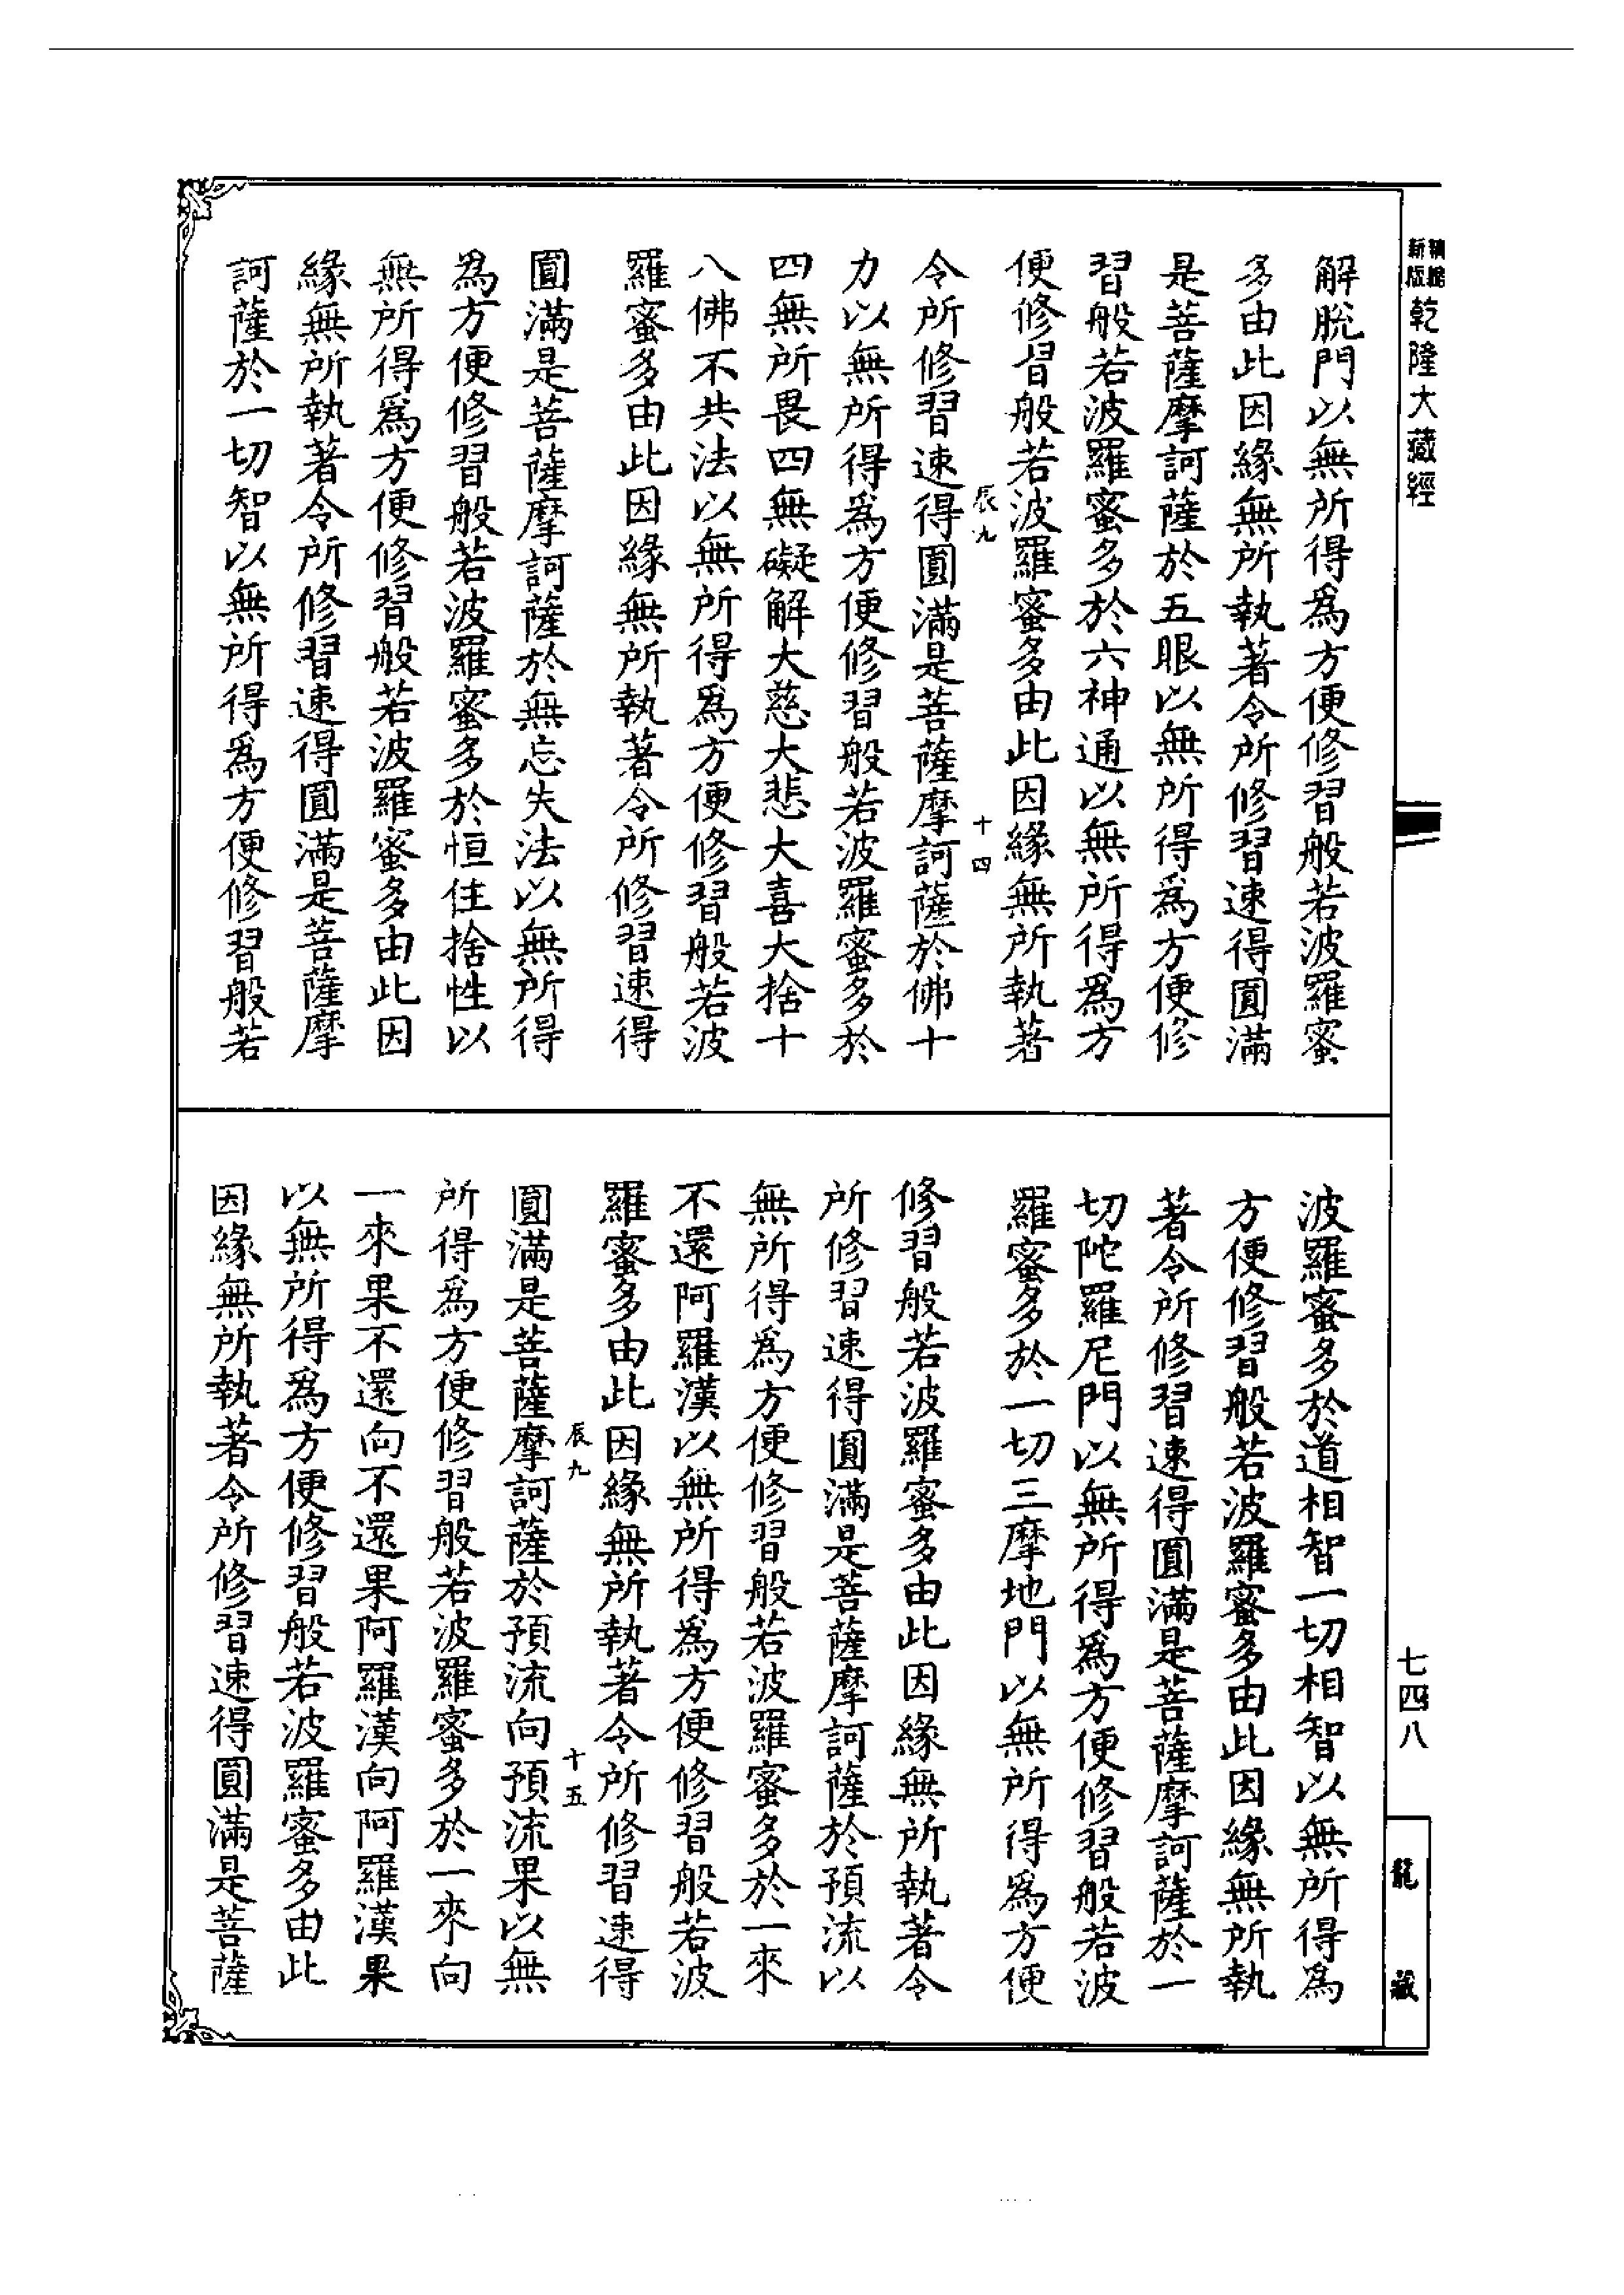 新版
精縮
乾隆大藏經
解脫門以無所得爲方便修習般若波羅蜜
多由此因緣無所執著令所修習速得圓滿
是菩薩摩訶薩於五眼以無所得爲方便修
習般若波羅蜜多於六神通以無所得爲方
便修習般若波羅蜜多由此因緣無所執著
辰九 十四
令所修習速得圓滿是菩薩摩訶薩於佛十
力以無所得爲方便修習般若波羅蜜多於
四無所畏四無礙解大慈大悲大喜大捨十
八佛不共法以無所得爲方便修習般若波
羅蜜多由此因緣無所執著令所修習速得
圓滿是菩薩摩訶薩於無忘失法以無所得
為方便修習般若波羅蜜多於恒住捨性以
無所得爲方便修習般若波羅蜜多由此因
緣無所執著令所修習速得圓滿是菩薩摩
訶薩於一切智以無所得爲方便修習般若
波羅蜜多於道相智一切相智以無所得爲
方便修習般若波羅蜜多由此因緣無所執
著令所修習速得圓滿是菩薩摩訶薩於一
切陀羅尼門以無所得爲方便修習般若波
羅蜜多於一切三摩地門以無所得爲方便
修習般若波羅蜜多由此因緣無所執著令
所修習速得圓滿是菩薩摩訶薩於預流以
無所得爲方便修習般若波羅蜜多於一來
不還阿羅漢以無所得爲方便修習般若波
羅蜜多由此因緣無所執著令所修習速得
辰九 十五
圓滿是菩薩摩訶薩於預流向預流果以無
所得爲方便修習般若波羅蜜多於一來向
一來果不還向不還果阿羅漢向阿羅漢果
以無所得爲方便修習般若波羅蜜多由此
因緣無所執著令所修習速得圓滿是菩薩
七四八
龍藏